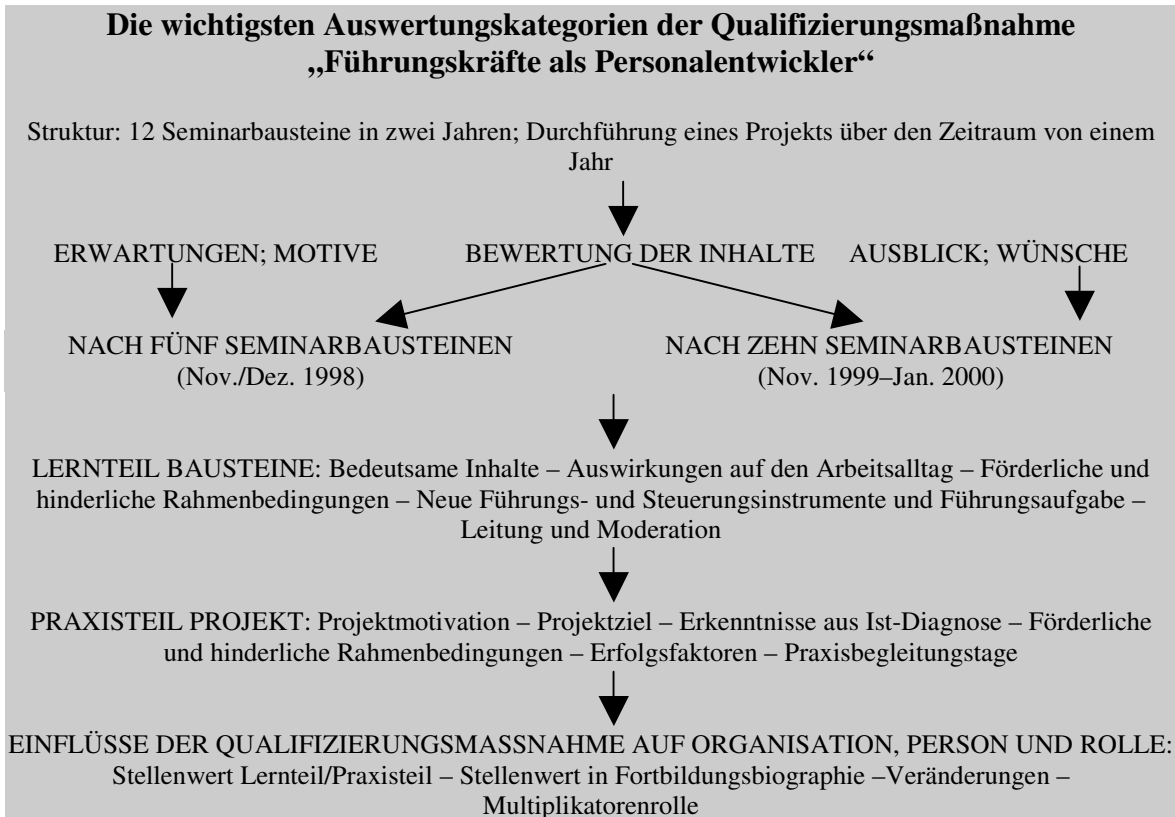 Die wichtigsten Auswertungskategorien der Qualifizierungsmaßnahme
„Führungskräfte als Personalentwickler“
Struktur: 12 Seminarbausteine in zwei Jahren; Durchführung eines Projekts über den Zeitraum von einem
Jahr
ERWARTUNGEN; MOTIVE BEWERTUNG DER INHALTE AUSBLICK; WÜNSCHE
NACH FÜNF SEMINARBAUSTEINEN NACH ZEHN SEMINARBAUSTEINEN
(Nov./Dez. 1998) (Nov. 1999–Jan. 2000)
LERNTEIL BAUSTEINE: Bedeutsame Inhalte – Auswirkungen auf den Arbeitsalltag – Förderliche und
hinderliche Rahmenbedingungen – Neue Führungs- und Steuerungsinstrumente und Führungsaufgabe –
Leitung und Moderation
PRAXISTEIL PROJEKT: Projektmotivation – Projektziel – Erkenntnisse aus Ist-Diagnose – Förderliche
und hinderliche Rahmenbedingungen – Erfolgsfaktoren – Praxisbegleitungstage
EINFLÜSSE DER QUALIFIZIERUNGSMASSNAHME AUF ORGANISATION, PERSON UND ROLLE:
Stellenwert Lernteil/Praxisteil – Stellenwert in Fortbildungsbiographie –Veränderungen –
Multiplikatorenrolle